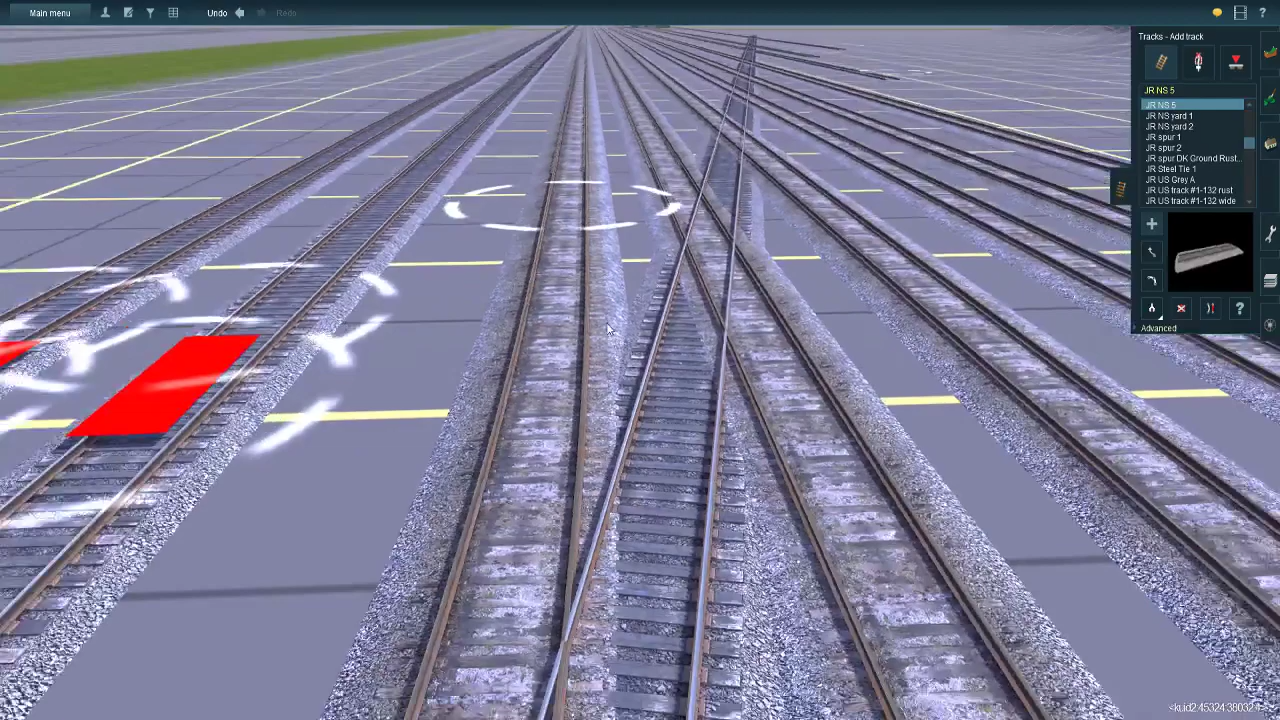 Main menu
Undo
Redo
?
Tracks - Add track
JR NS 5
JR NS 5
JR NS yard 1
JR NS yard 2
JR spur 1
JR spur 2
JR spur DK Ground Rust...
JR Steel Tie 1
JR US Grey A
JR US track #1-132 rust
JR US track #1-132 wide
?
Advanced